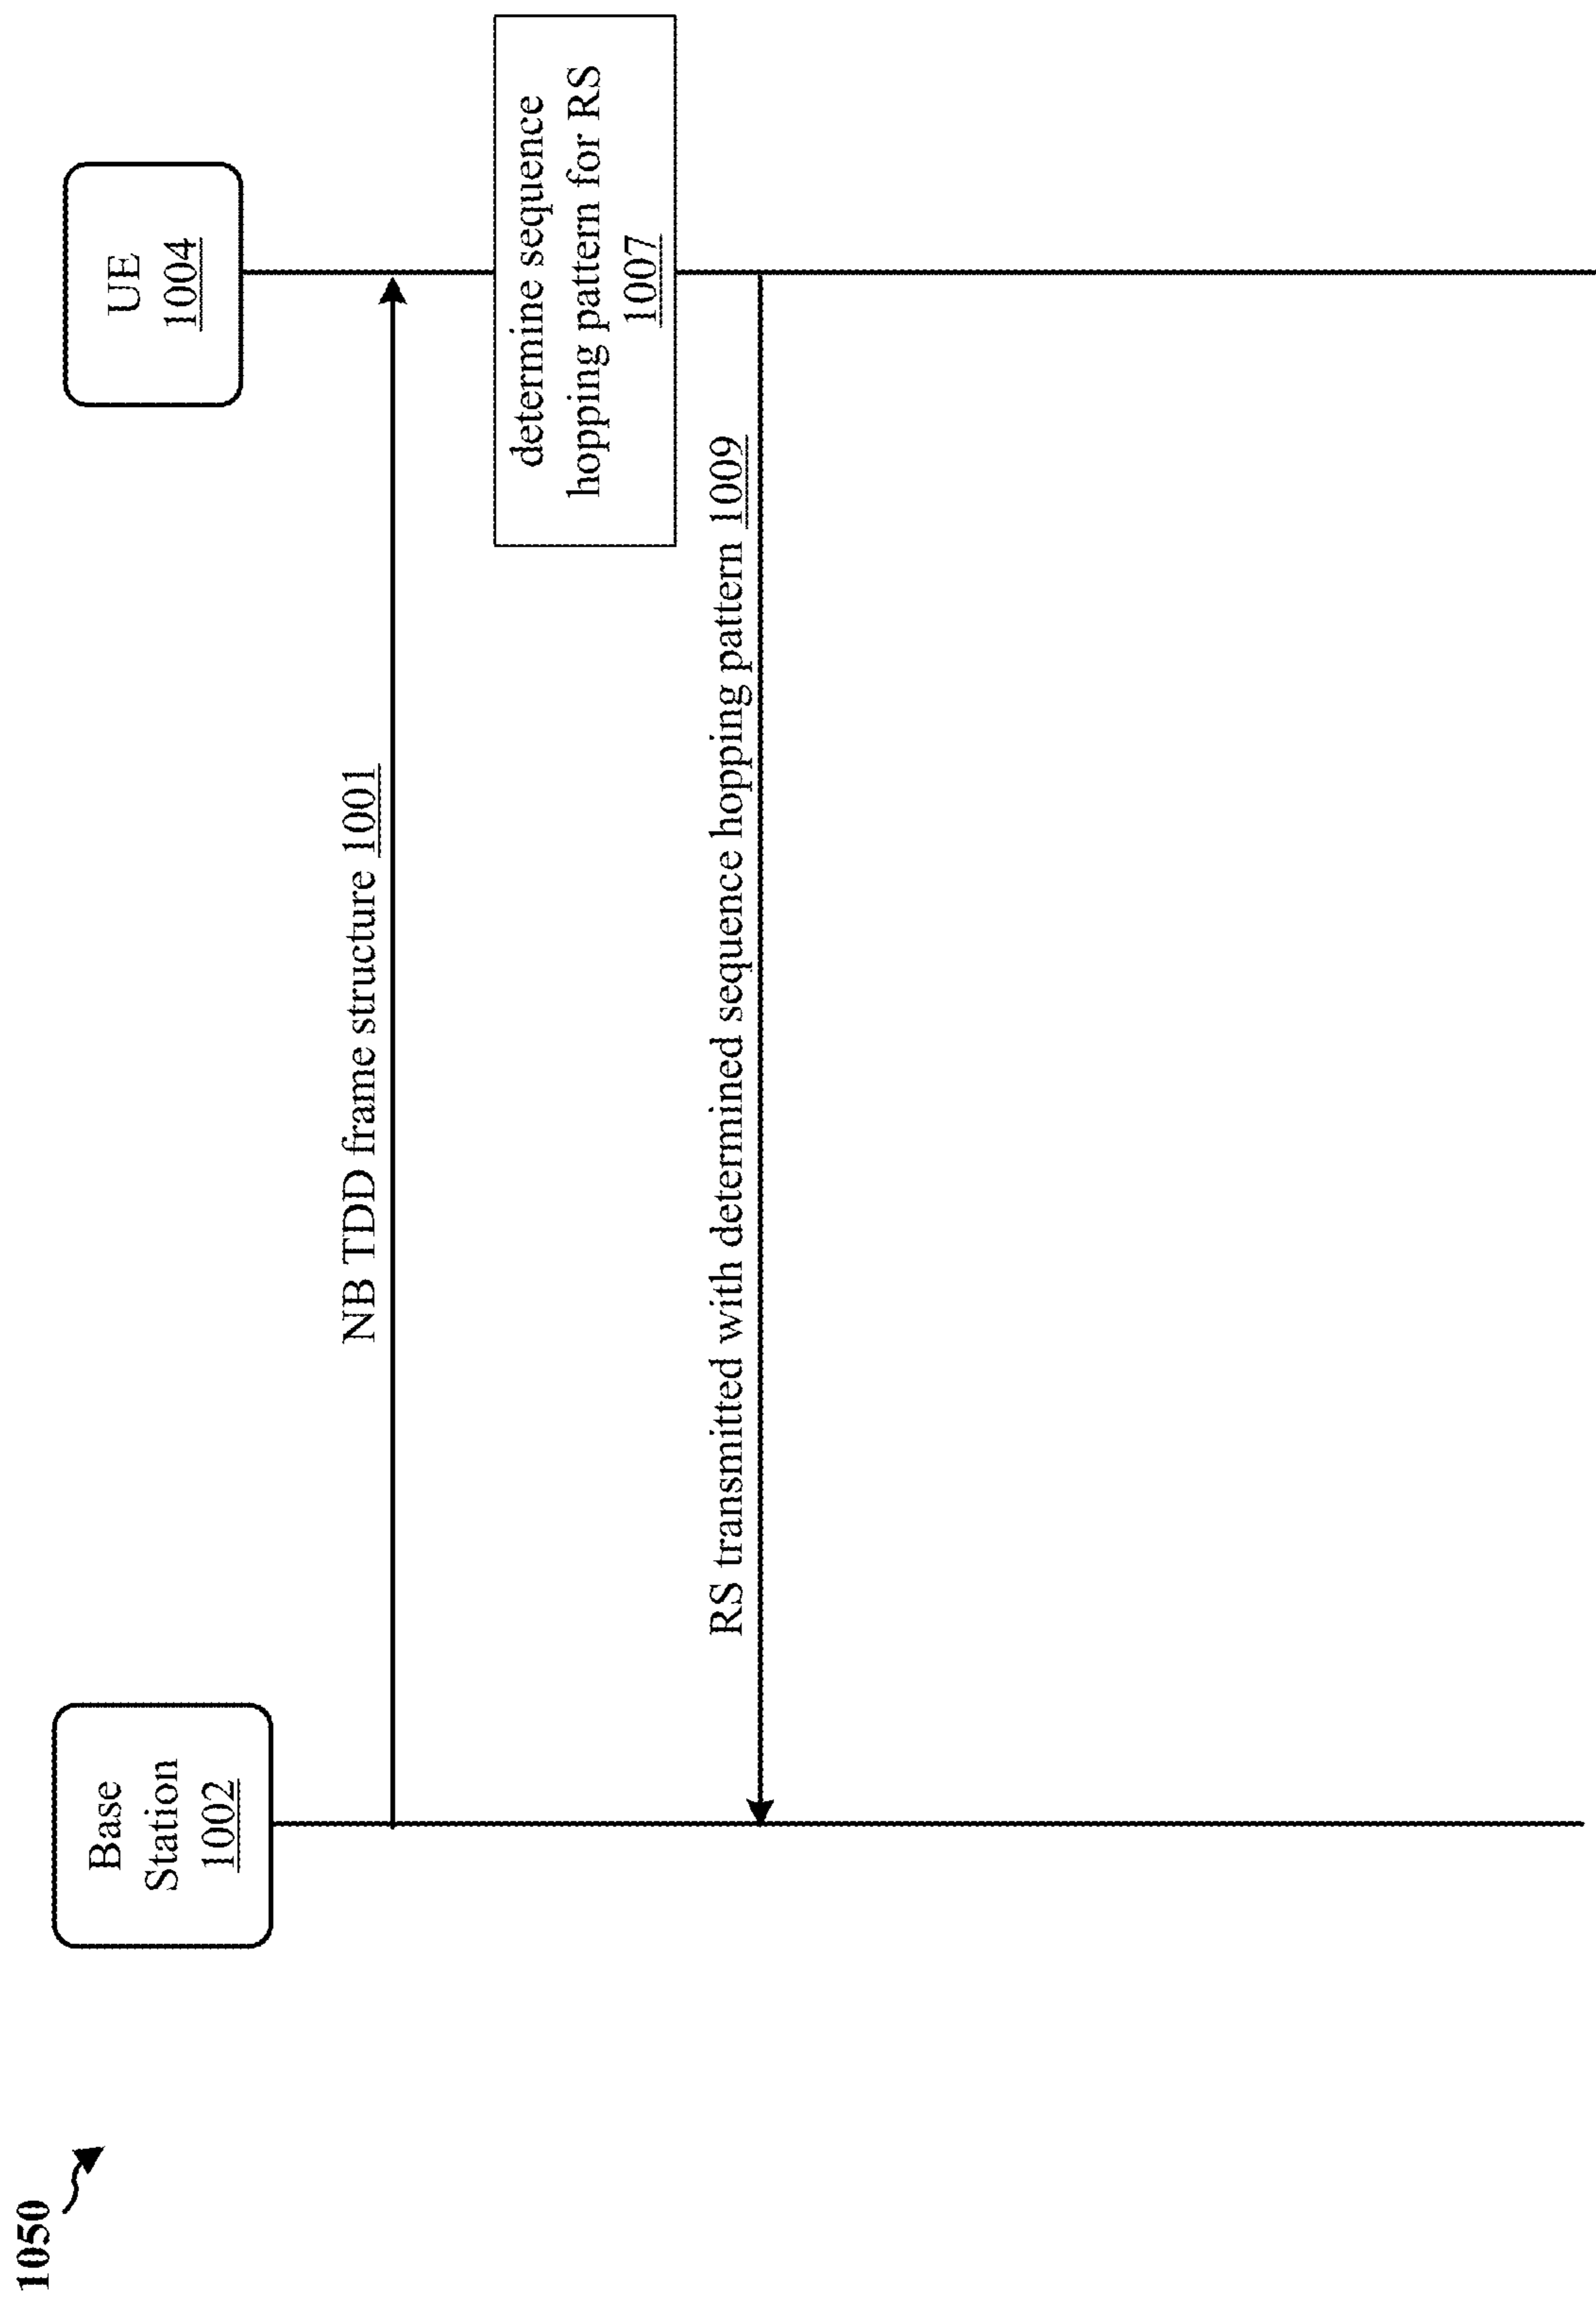 1050
Base
Station
1002
UE
1004
NB TDD frame structure 1001
determine sequence
hopping pattern for RS
1007
RS transmitted with determined sequence hopping pattern 1009